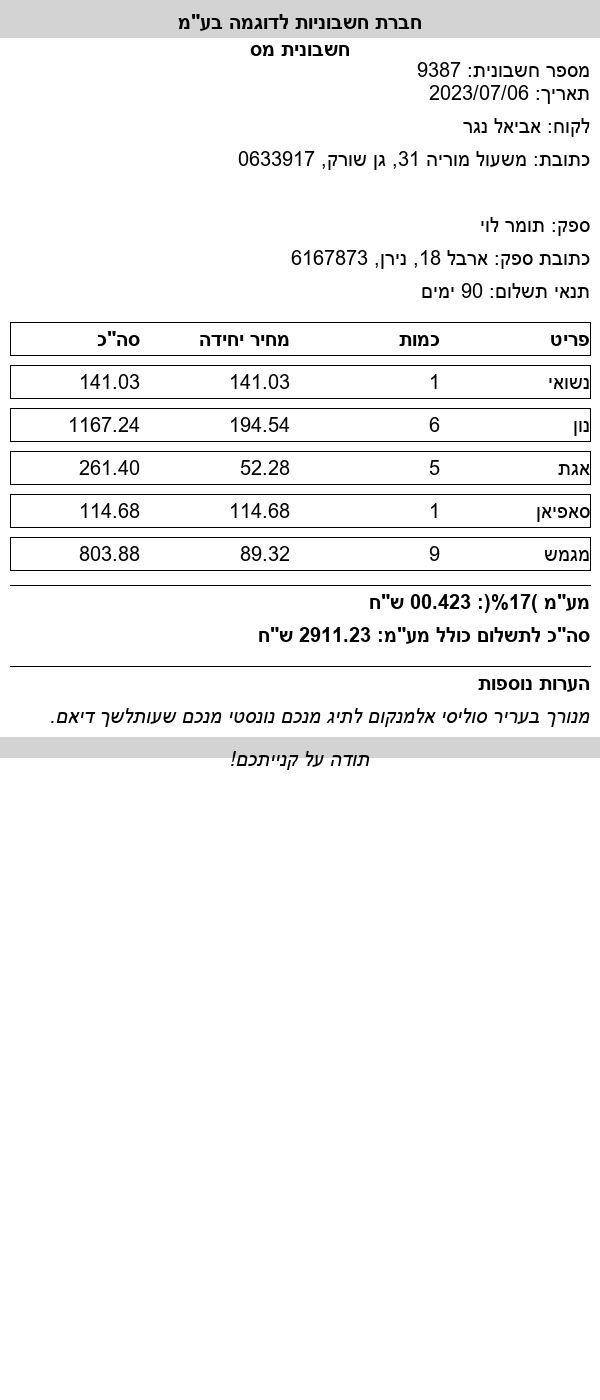 חברת חשבוניות לדוגמה בע"מ
חשבונית מס
מספר חשבונית: 9387
תאריך: 2023/07/06
לקוח: אביאל נגר
כתובת: משעול מוריה 31, גן שורק, 0633917
ספק: תומר לוי
כתובת ספק: ארבל 18, נירן, 6167873
תנאי תשלום: 90 ימים
פריט כמות מחיר יחידה סה"כ
נשואי 1 141.03 141.03
נון 6 194.54 1167.24
אגת 5 52.28 261.40
סאפיאן 1 114.68 114.68
מגמש 9 89.32 803.88
מע"מ )17%(: 00.423 ש"ח
סה"כ לתשלום כולל מע"מ: 2911.23 ש"ח
הערות נוספות
מנורך בעריר סוליסי אלמנקום לתיג מנכם נונסטי מנכם שעותלשך דיאם.
תודה על קנייתכם!